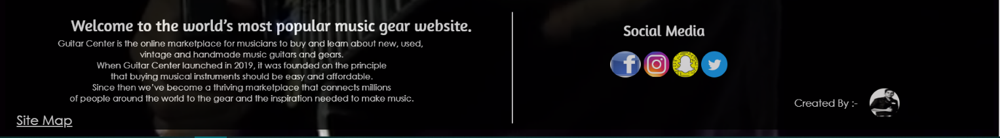 Welcome to the world's most popular music gear website.
Guitar Center is the online marketplace for musicians to buy and learn about new, used,
vintage and handmade music guitars and gears.
When Guitar Center launched in 2019, it was founded on the principle
that buying musical instruments should be easy and affordable.
Since then we've become a thriving marketplace that connects millions
of people around the world to the gear and the inspiration needed to make music.
Site Map
Social Media
Created By :-